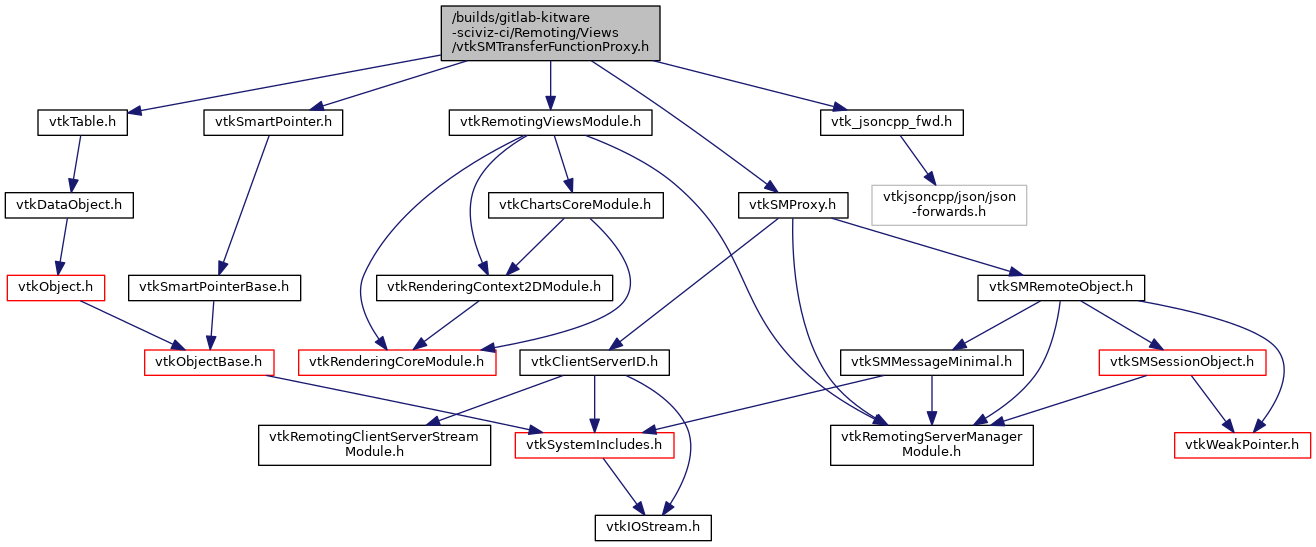 /builds/gitlab-kitware
-sciviz-ci/Remoting/Views
/vtkSMTransferFunctionProxy.h
vtkTable.h
vtkSmartPointer.h
vtkRemotingViewsModule.h
vtk_jsoncpp_fwd.h
vtkDataObject.h
vtkChartsCoreModule.h
vtkSMProxy.h
vtkjsoncpp/json/json
-forwards.h
vtkObject.h
vtkSmartPointerBase.h
vtkRenderingContext2DModule.h
vtkSMRemoteObject.h
vtkObjectBase.h
vtkRenderingCoreModule.h
vtkClientServerID.h
vtkSMMessageMinimal.h
vtkSMSessionObject.h
vtkRemotingClientServerStream
Module.h
vtkSystemIncludes.h
vtkRemotingServerManager
Module.h
vtkWeakPointer.h
vtkIOStream.h